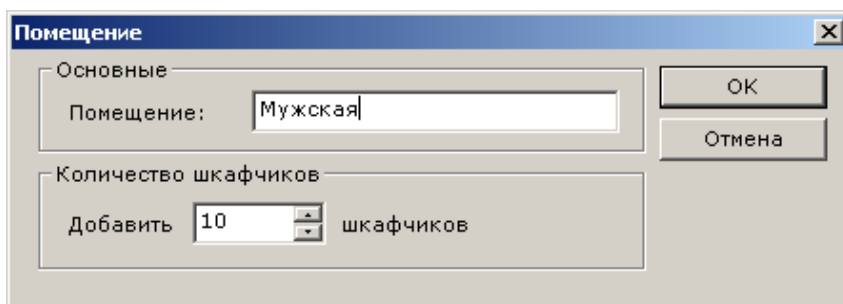 Помещение
Основные
Помещение: Мужская
OK
Отмена
Количество шкафчиков
Добавить 10 шкафчиков